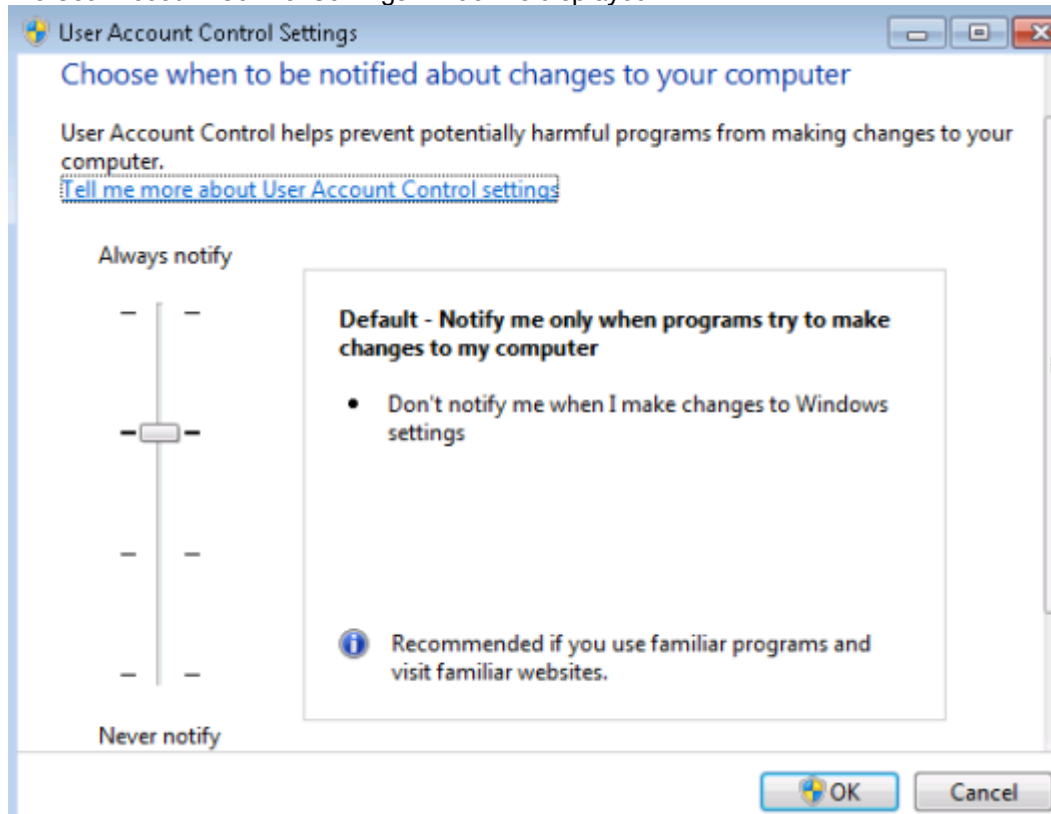 User Account Control Settings
Choose when to be notified about changes to your computer
User Account Control helps prevent potentially harmful programs from making changes to your
computer.
Tell me more about User Account Control settings
Always notify
Default - Notify me only when programs try to make
changes to my computer
• Don't notify me when I make changes to Windows
settings
Recommended if you use familiar programs and
visit familiar websites.
Never notify
OK Cancel